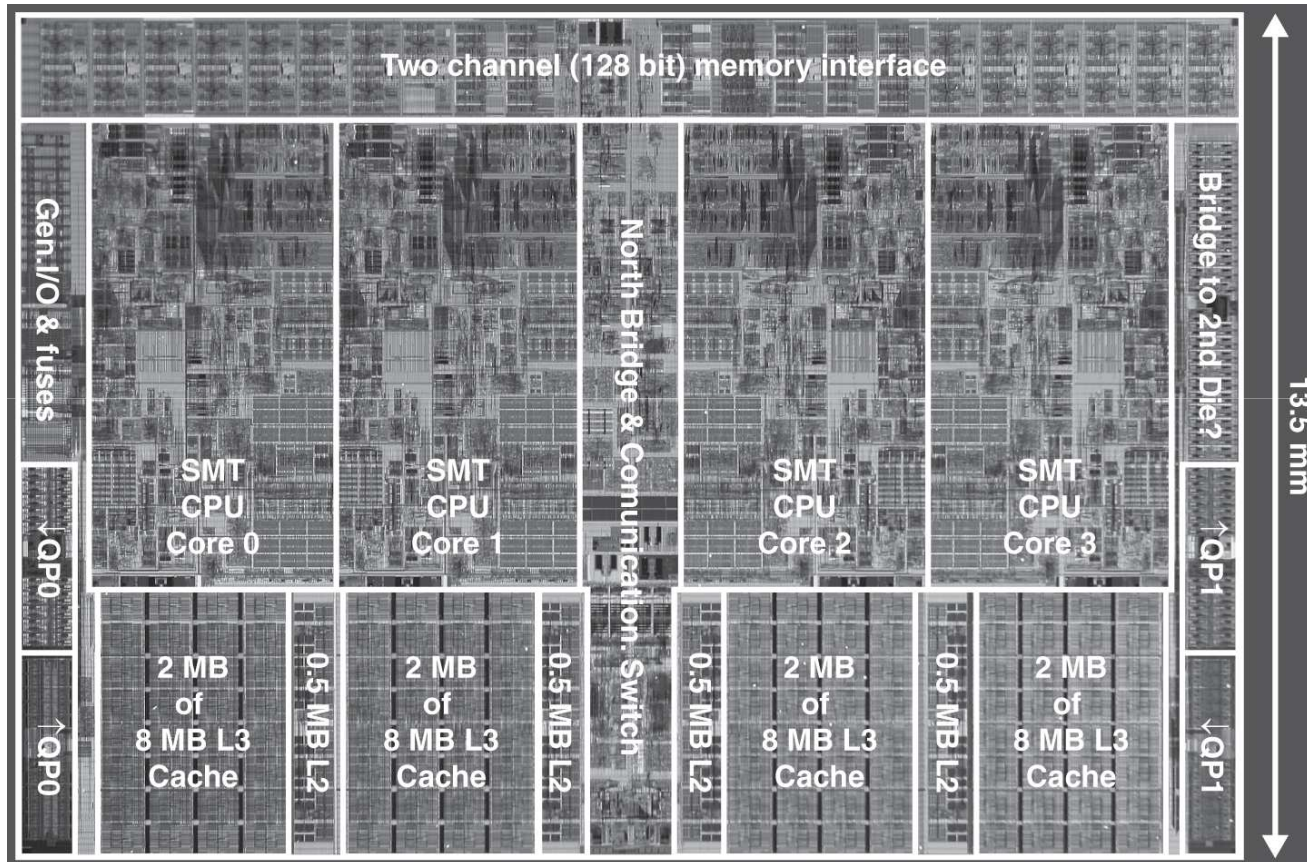 Two channel (128 bit) memory interface
Gen.I/O & fuses
SMT
CPU
Core 0
SMT
CPU
Core 1
North Bridge & Comunication. Switch
SMT
CPU
Core 2
SMT
CPU
Core 3
Bridge to 2nd Die?
13.5 mm
↓QP0
↑QP1
↑QP0
2 MB
of
8 MB L3
Cache
0.5 MB L2
2 MB
of
8 MB L3
Cache
0.5 MB L2
0.5 MB L2
2 MB
of
8 MB L3
Cache
0.5 MB L2
2 MB
of
8 MB L3
Cache
↓QP1